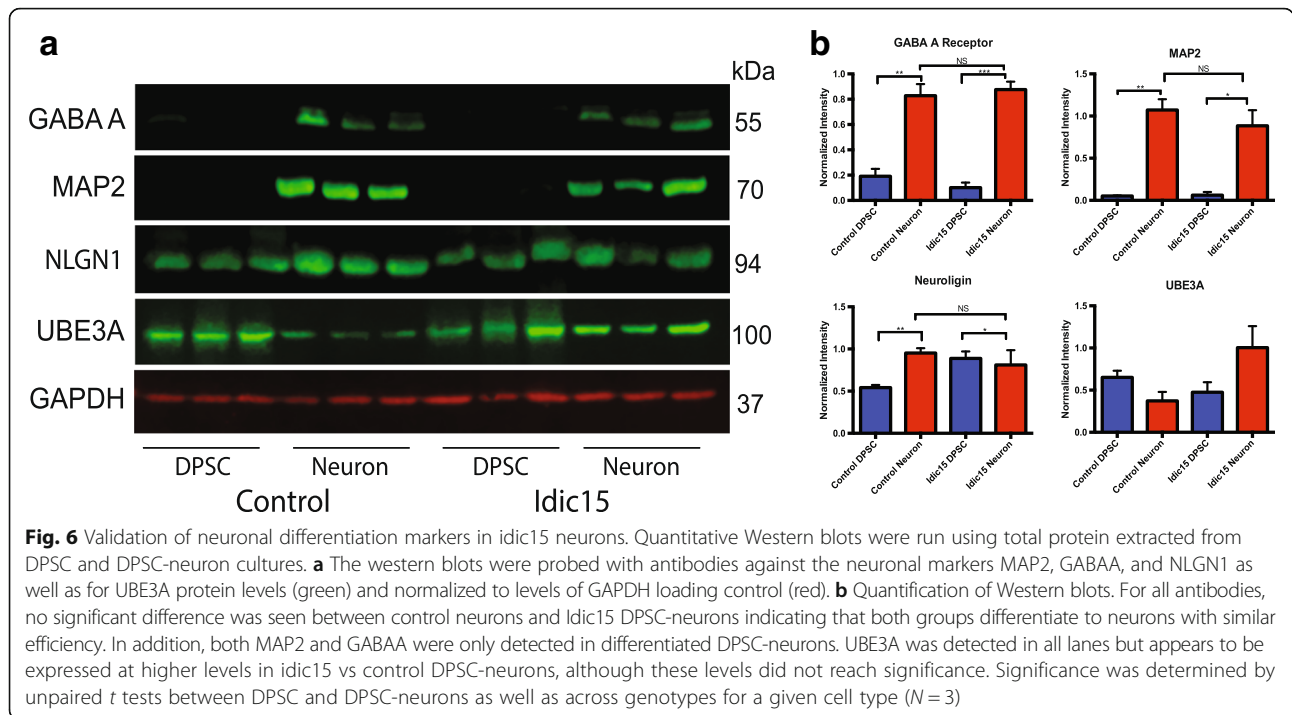 a
kDa
GABA A 55
MAP2 70
NLGN1 94
UBE3A 100
GAPDH 37
DPSC Neuron DPSC Neuron
Control Idic15
b
GABA A Receptor
NS
** ***
Normalized Intensity
1.0
0.8
0.6
0.4
0.2
0.0
Control DPSC
Control Neuron
Idic15 DPSC
Idic15 Neuron
MAP2
NS
** *
Normalized Intensity
1.5
1.0
0.5
0.0
Control DPSC
Control Neuron
Idic15 DPSC
Idic15 Neuron
Neuroligin
NS
** *
Normalized Intensity
1.5
1.0
0.5
0.0
Control DPSC
Control Neuron
Idic15 DPSC
Idic15 Neuron
UBE3A
Normalized Intensity
1.5
1.0
0.5
0.0
Control DPSC
Control Neuron
Idic15 DPSC
Idic15 Neuron
Fig. 6 Validation of neuronal differentiation markers in idic15 neurons. Quantitative Western blots were run using total protein extracted from
DPSC and DPSC-neuron cultures. a The western blots were probed with antibodies against the neuronal markers MAP2, GABAA, and NLGN1 as
well as for UBE3A protein levels (green) and normalized to levels of GAPDH loading control (red). b Quantification of Western blots. For all antibodies,
no significant difference was seen between control neurons and Idic15 DPSC-neurons indicating that both groups differentiate to neurons with similar
efficiency. In addition, both MAP2 and GABAA were only detected in differentiated DPSC-neurons. UBE3A was detected in all lanes but appears to be
expressed at higher levels in idic15 vs control DPSC-neurons, although these levels did not reach significance. Significance was determined by
unpaired t tests between DPSC and DPSC-neurons as well as across genotypes for a given cell type (N = 3)